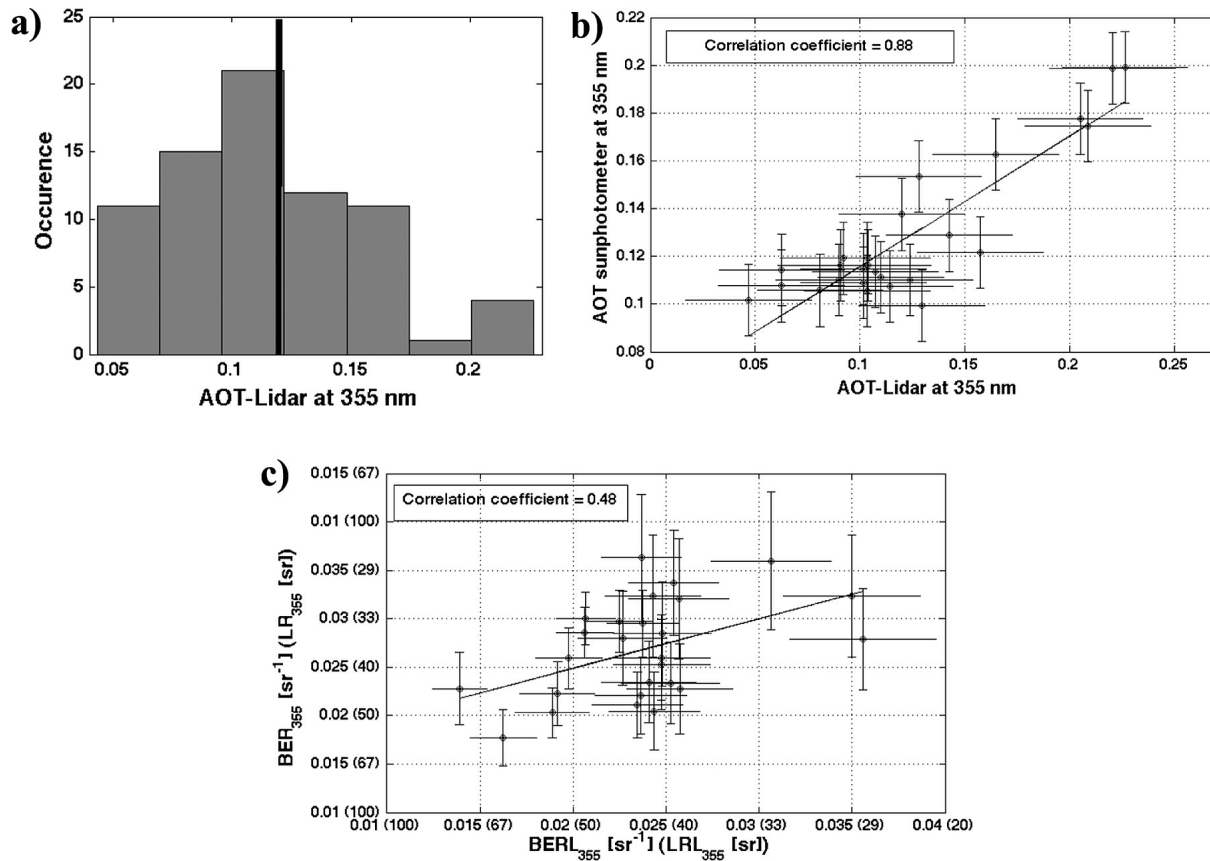 a)
25
20
15
10
5
0
Occurence
0.05 0.1 0.15 0.2
AOT-Lidar at 355 nm
b)
0.22
0.2
0.18
0.16
0.14
0.12
0.1
0.08
AOT sunphotometer at 355 nm
Correlation coefficient = 0.88
0 0.05 0.1 0.15 0.2 0.25
AOT-Lidar at 355 nm
c)
0.015 (67)
0.01 (100)
0.035 (29)
0.03 (33)
0.025 (40)
0.02 (50)
0.015 (67)
0.01 (100)
BER355 [sr-1] (LR355 [sr])
Correlation coefficient = 0.48
0.01 (100) 0.015 (67) 0.02 (50) 0.025 (40) 0.03 (33) 0.035 (29) 0.04 (20)
BERL355 [sr-1] (LRL355 [sr])